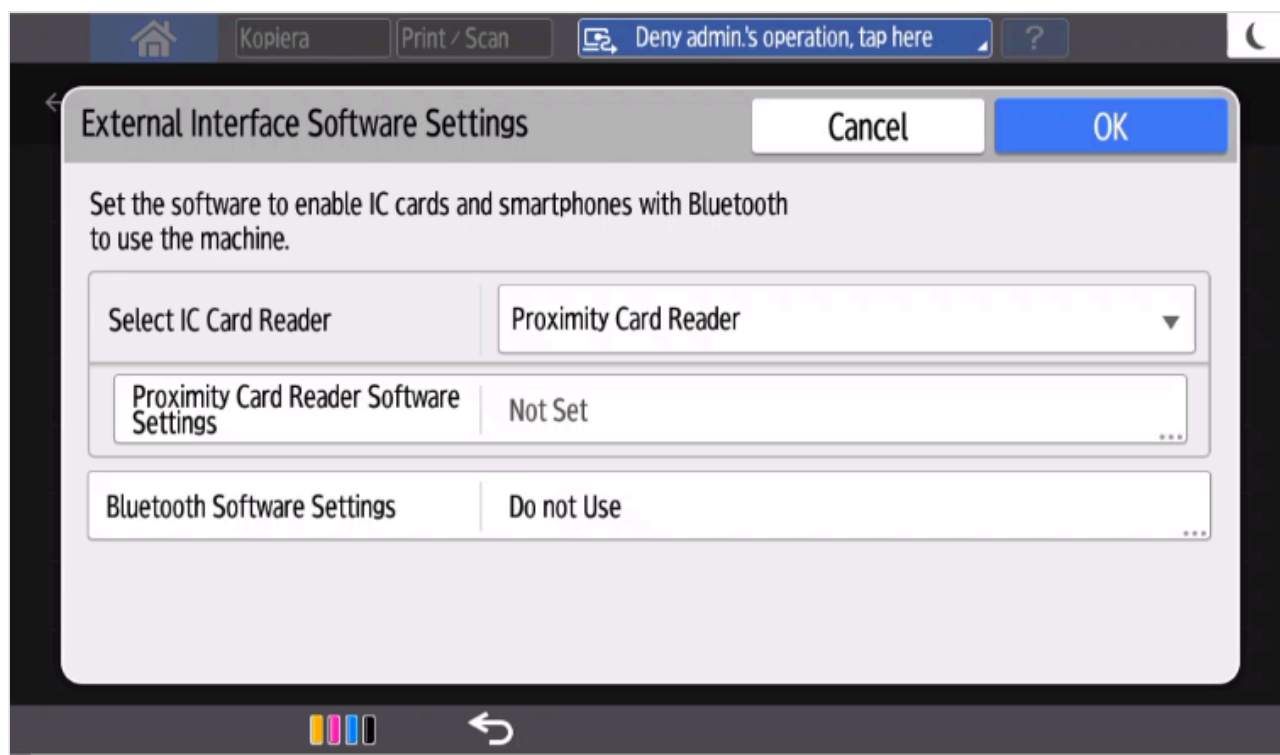 Kopiera
Print / Scan
Deny admin.'s operation, tap here
?
External Interface Software Settings
Cancel
OK
Set the software to enable IC cards and smartphones with Bluetooth
to use the machine.
Select IC Card Reader
Proximity Card Reader
Proximity Card Reader Software
Settings
Not Set
Bluetooth Software Settings
Do not Use